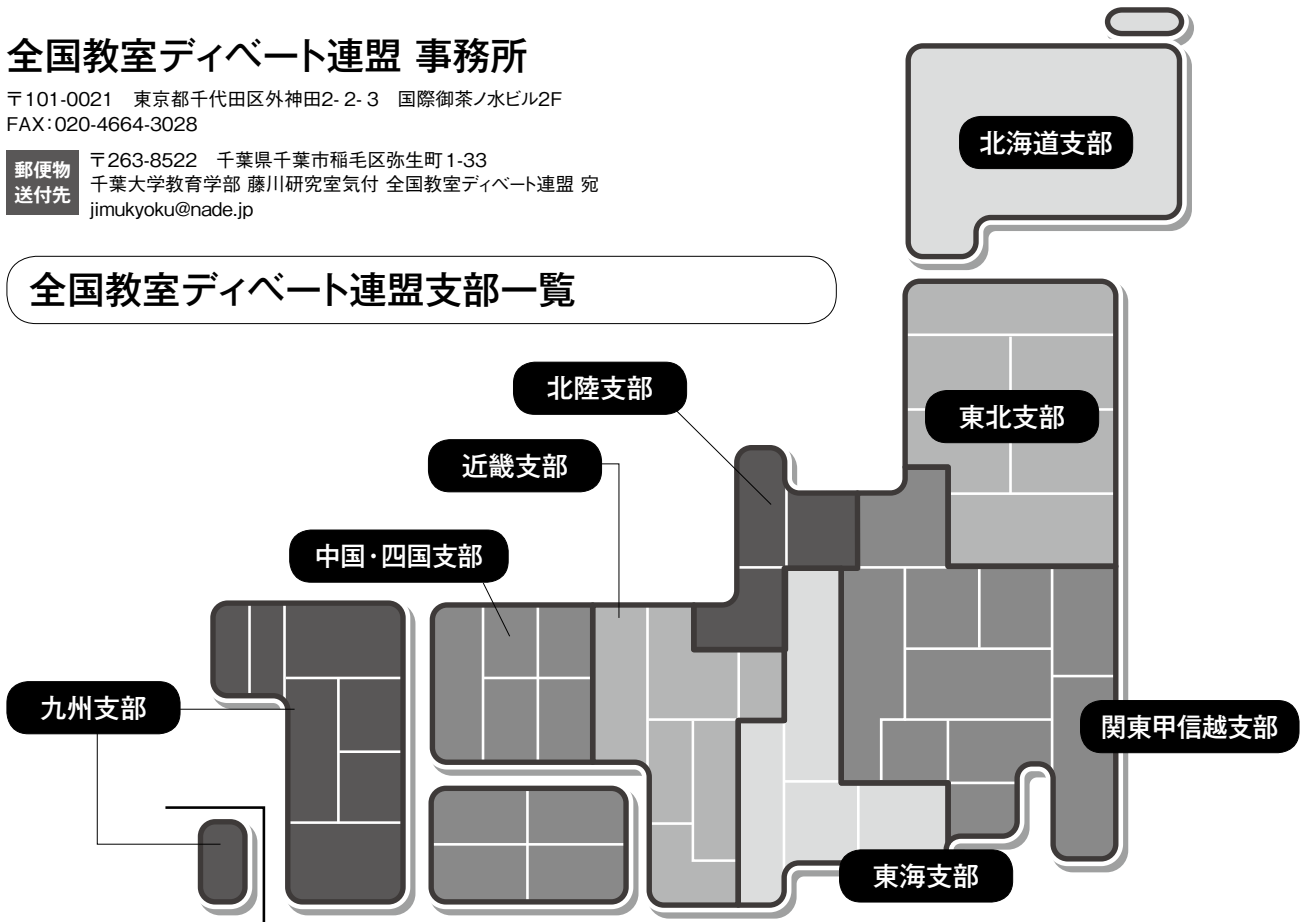 全国教室ディベート連盟 事務所
〒101-0021　東京都千代田区外神田2-2-3　国際御茶ノ水ビル2F
FAX：020-4664-3028
郵便物
送付先
〒263-8522　千葉県千葉市稲毛区弥生町1-33
千葉大学教育学部 藤川研究室気付 全国教室ディベート連盟 宛
jimukyoku@nade.jp
全国教室ディベート連盟支部一覧
北海道支部
北陸支部
東北支部
近畿支部
中国・四国支部
九州支部
関東甲信越支部
東海支部